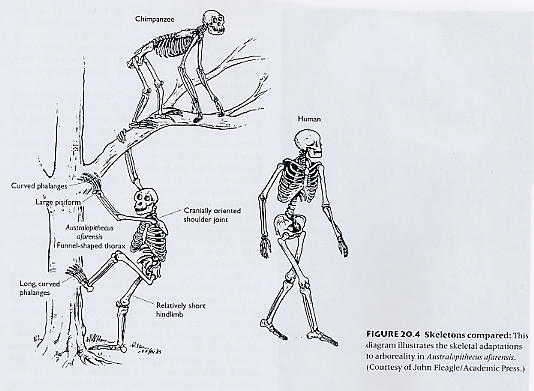 Chimpanzee
Human
Curved phalanges
Large pisiform
Cranially oriented
shoulder joint
Australopithecus
afarensis
Funnel-shaped thorax
Long, curved
phalanges
Relatively short
hindlimb
FIGURE 20.4 Skeletons compared: This
diagram illustrates the skeletal adaptations
to arboreality in Australopithecus afarensis.
(Courtesy of John Fleagle/Academic Press.)